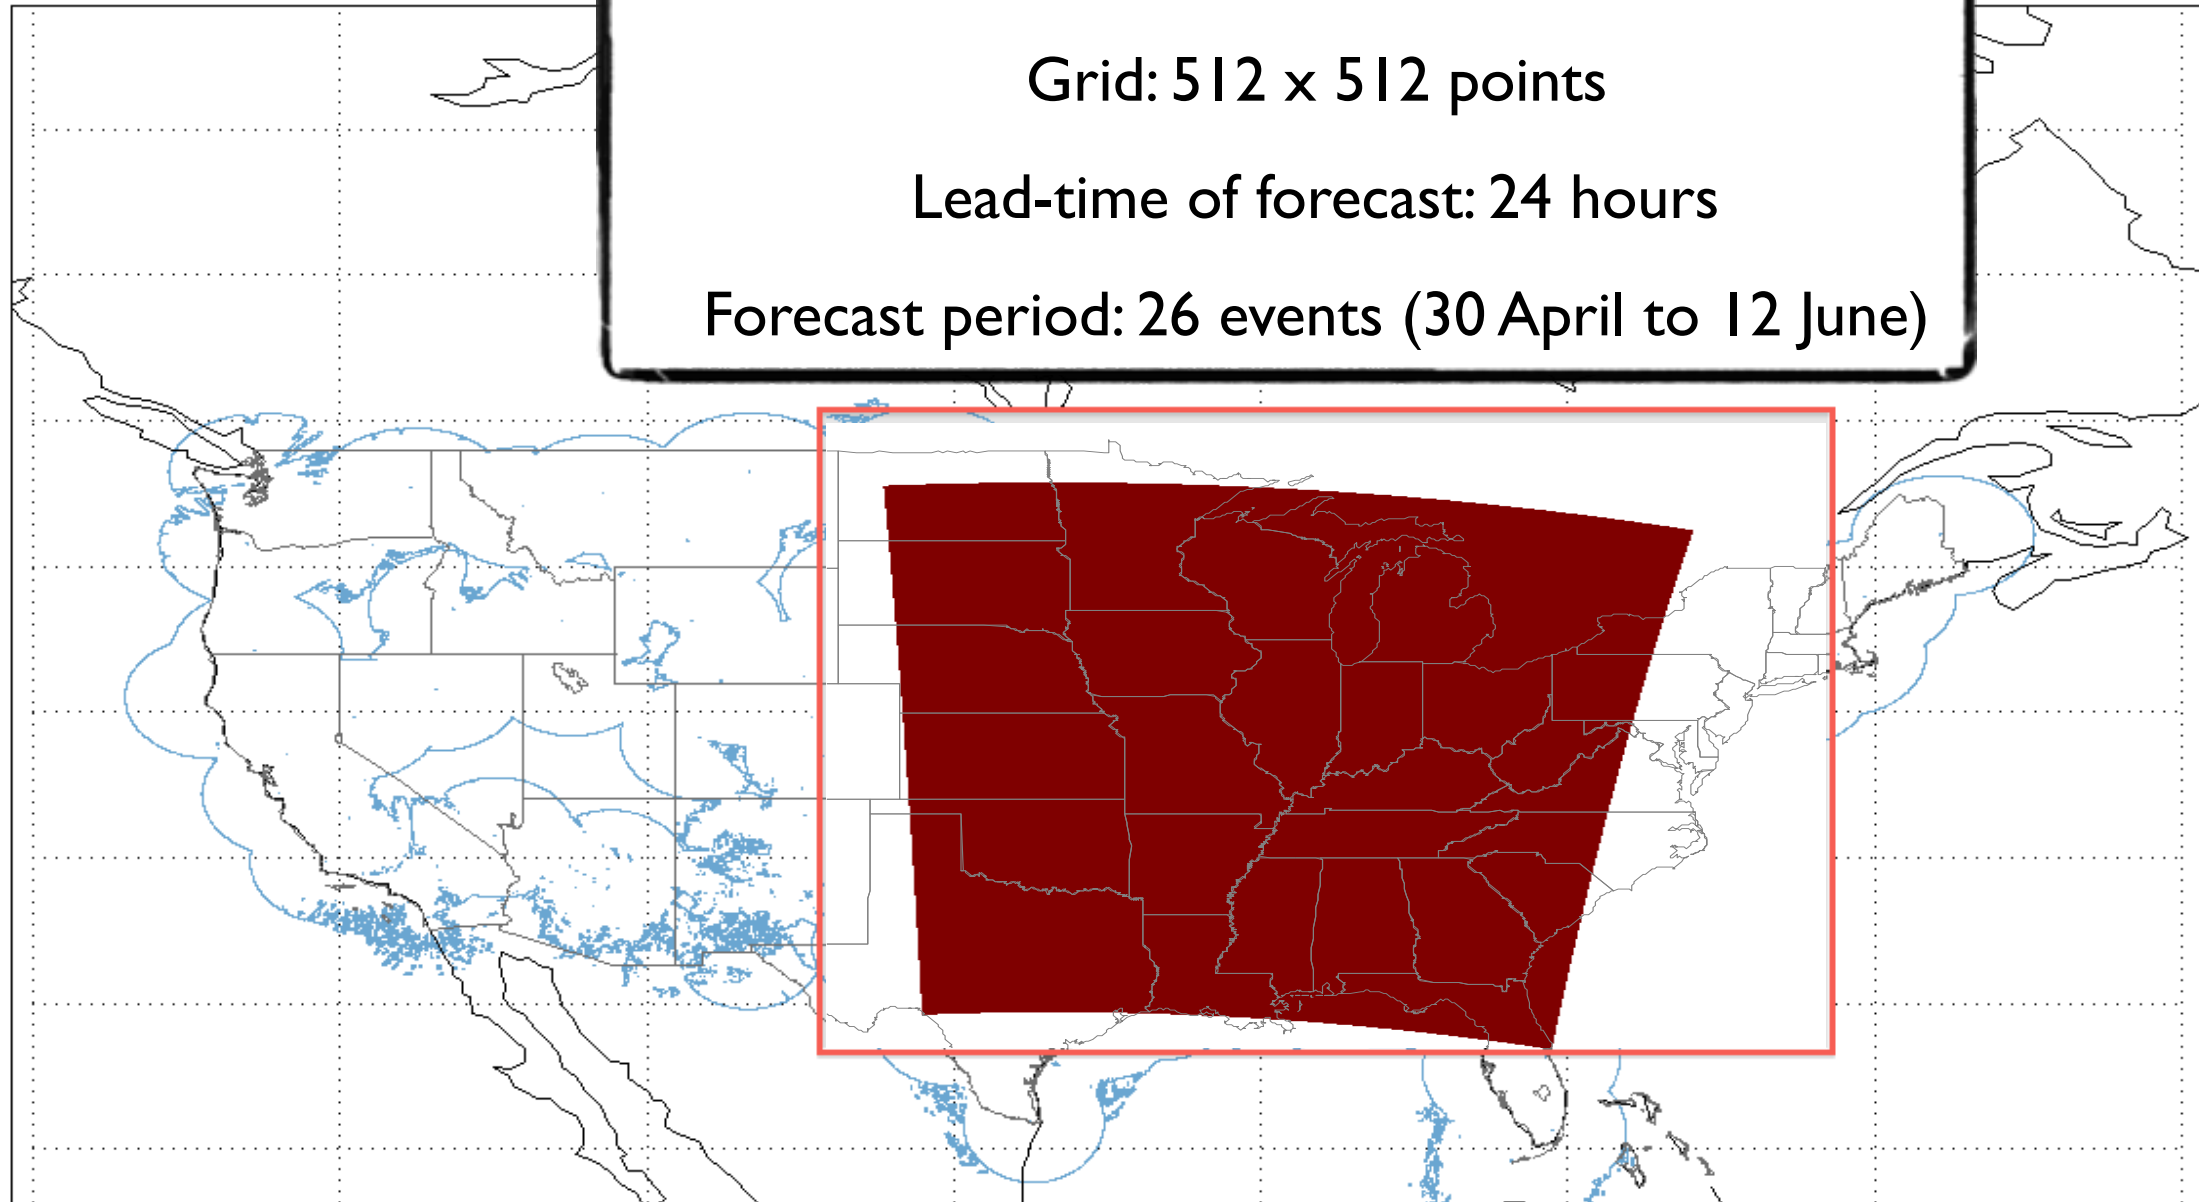 Grid: 512 x 512 points
Lead-time of forecast: 24 hours
Forecast period: 26 events (30 April to 12 June)